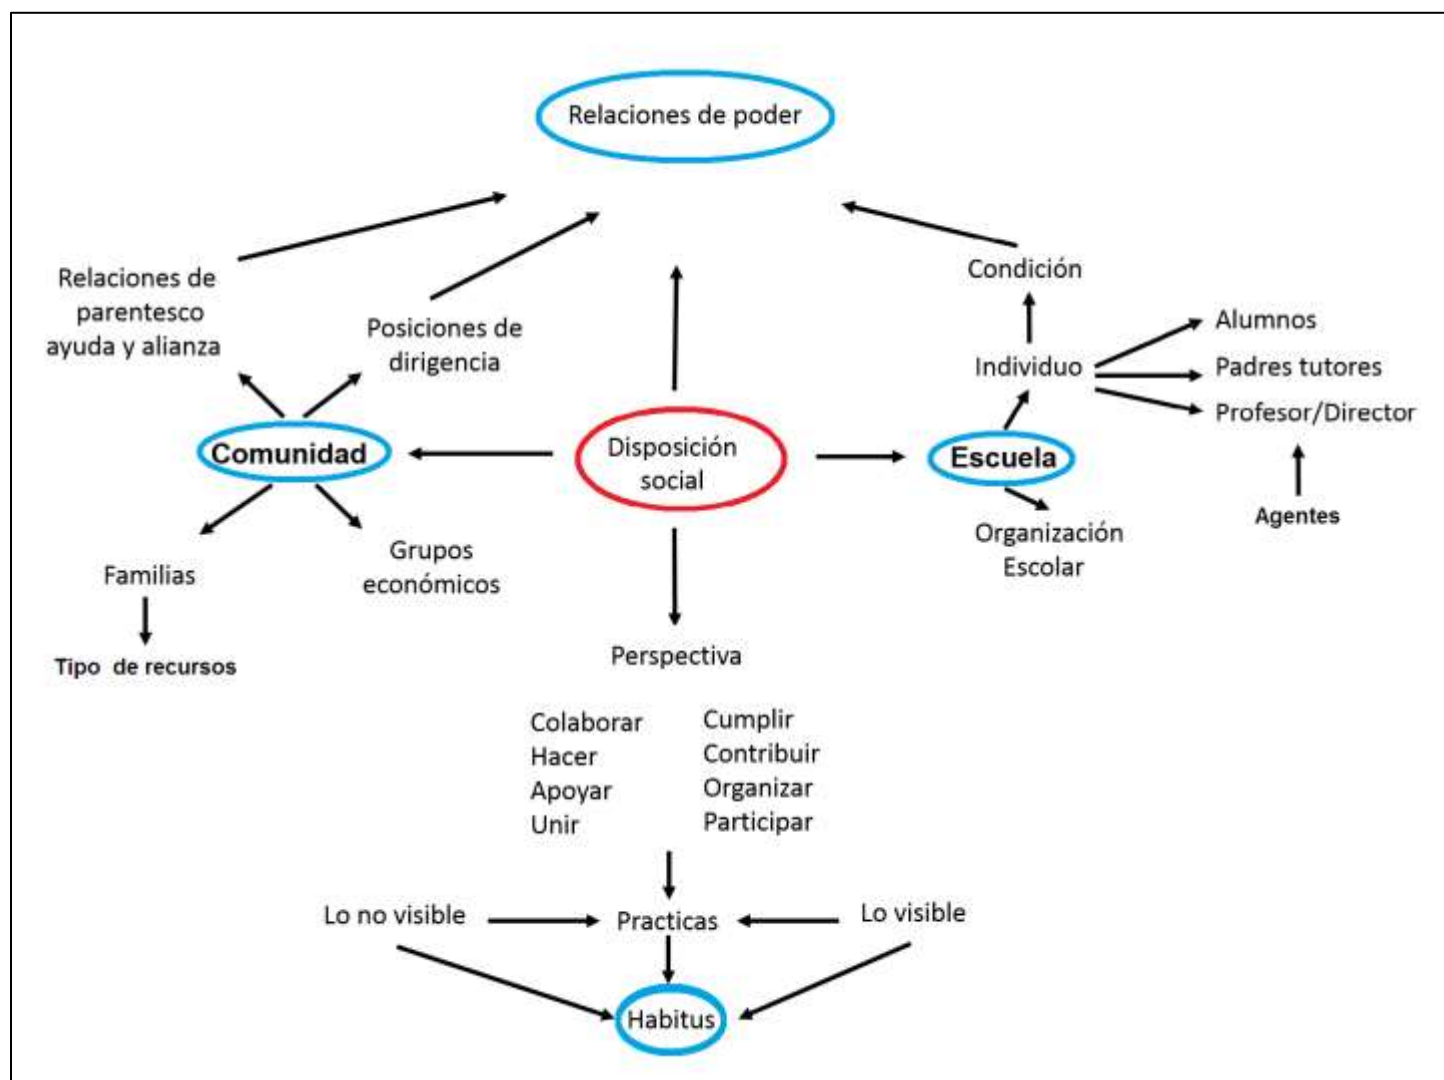 Relaciones de poder
Relaciones de
parentesco
ayuda y alianza
Posiciones de
dirigencia
Condición
Individuo
Alumnos
Padres tutores
Profesor/Director
Agentes
Comunidad
Disposición
social
Escuela
Organización
Escolar
Familias
Tipo de recursos
Grupos
económicos
Perspectiva
Colaborar
Hacer
Apoyar
Unir
Cumplir
Contribuir
Organizar
Participar
Lo no visible
Practicas
Lo visible
Habitus